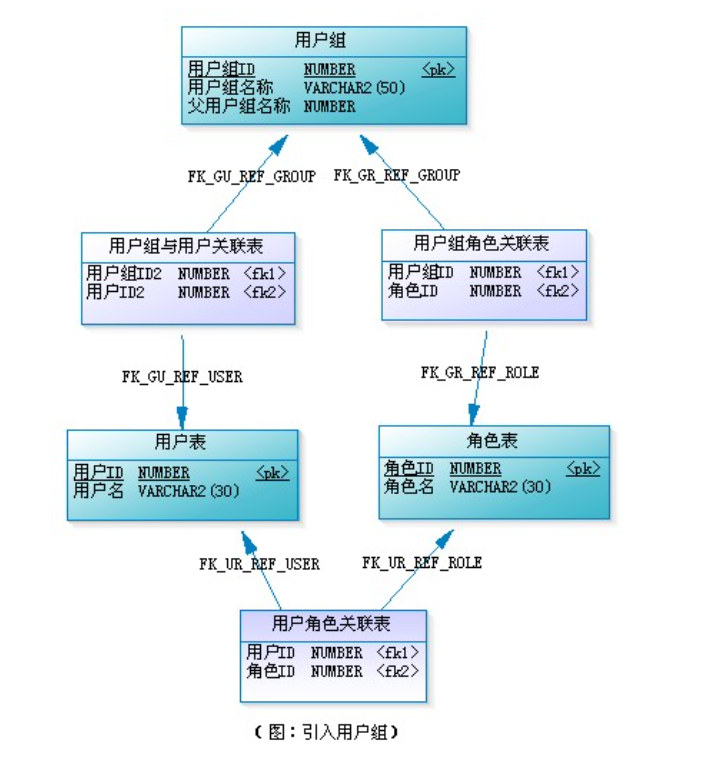 用户组
用户组ID NUMBER <pk>
用户组名称 VARCHAR2(50)
父用户组名称 NUMBER
FK_GU_REF_GROUP FK_GR_REF_GROUP
用户组与用户关联表
用户组ID2 NUMBER <fk1>
用户ID2 NUMBER <fk2>
用户组角色关联表
用户组ID NUMBER <fk1>
角色ID NUMBER <fk2>
FK_GU_REF_USER FK_GR_REF_ROLE
用户表
用户ID NUMBER <pk>
用户名 VARCHAR2(30)
角色表
角色ID NUMBER <pk>
角色名 VARCHAR2(30)
FK_UR_REF_USER FK_UR_REF_ROLE
用户角色关联表
用户ID NUMBER <fk1>
角色ID NUMBER <fk2>
(图：引入用户组)